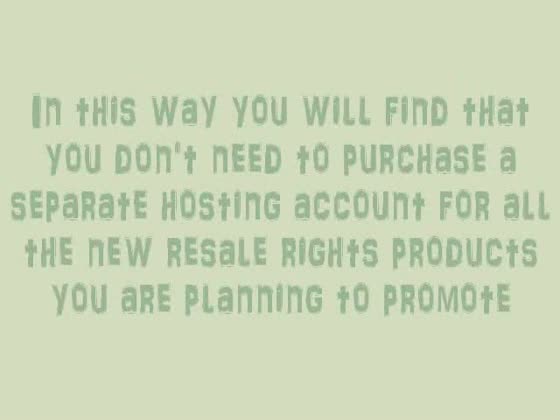 In this way you will find that
you don't need to purchase a
separate hosting account for all
the new resale rights products
you are planning to promote